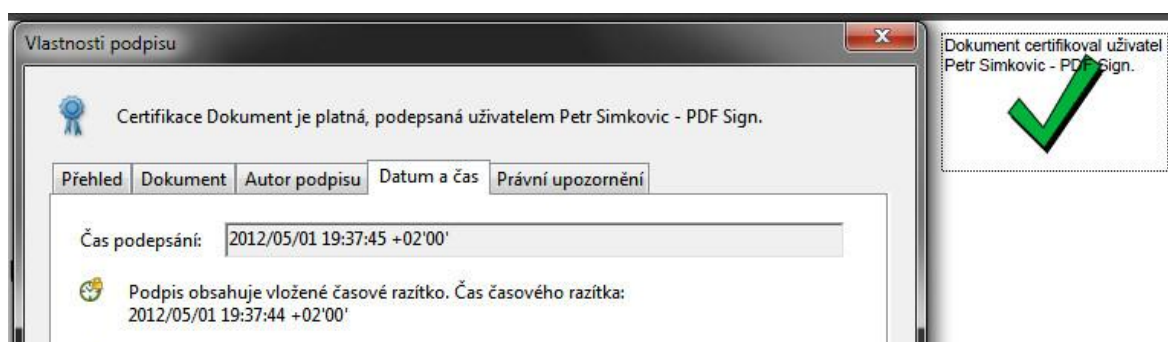 Vlastnosti podpisu
Dokument certifikoval uživatel
Petr Simkovic - PDF Sign.
Certifikace Dokument je platná, podepsaná uživatelem Petr Simkovic - PDF Sign.
Přehled Dokument Autor podpisu Datum a čas Právní upozornění
Čas podepsání: 2012/05/01 19:37:45 +02'00'
Podpis obsahuje vložené časové razítko. Čas časového razítka:
2012/05/01 19:37:44 +02'00'